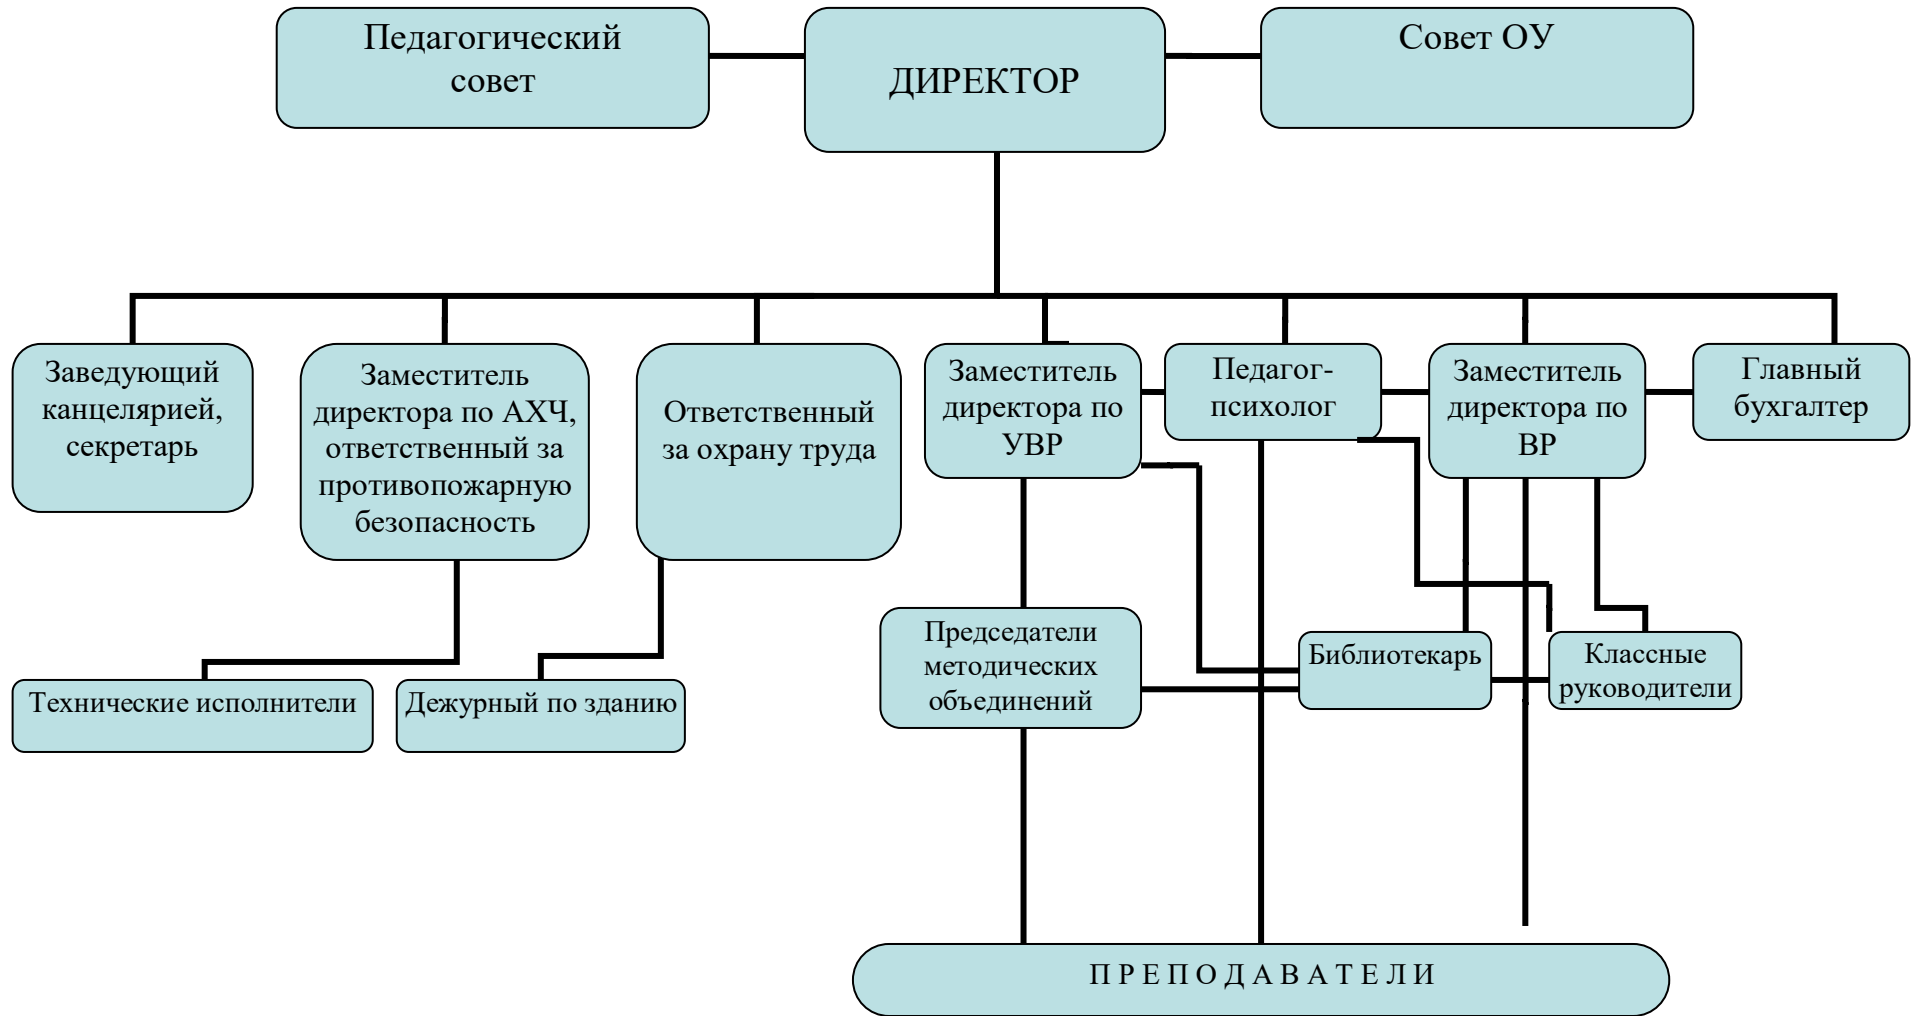 Педагогический
совет
ДИРЕКТОР
Совет ОУ
Заведующий
канцелярией,
секретарь
Заместитель
директора по АХЧ,
ответственный за
противопожарную
безопасность
Ответственный
за охрану труда
Заместитель
директора по
УВР
Педагог-
психолог
Заместитель
директора по
ВР
Главный
бухгалтер
Технические исполнители
Дежурный по зданию
Председатели
методических
объединений
Библиотекарь
Классные
руководители
П Р Е П О Д А В А Т Е Л И